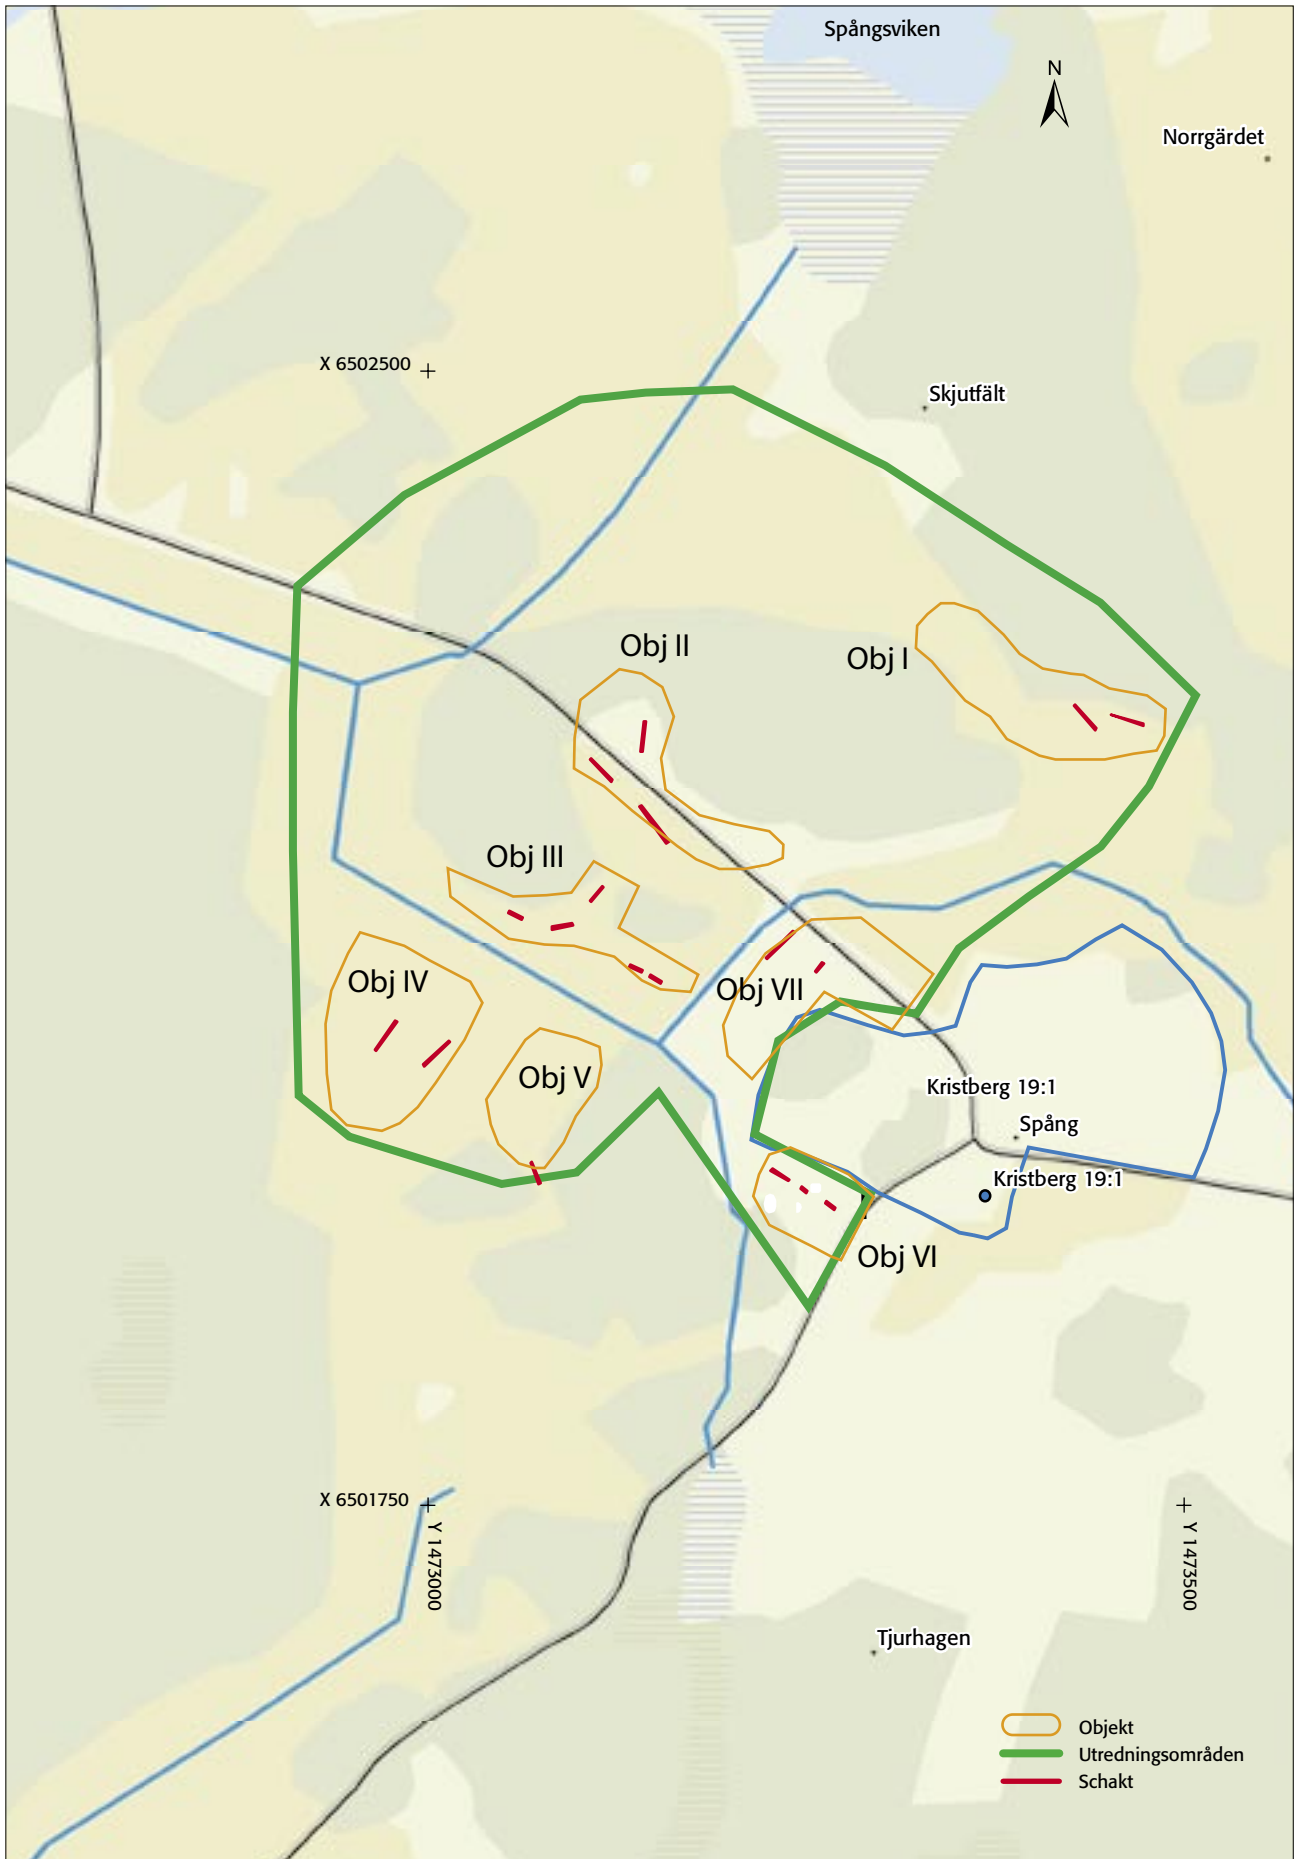 Spångsviken
N
Norrgärdet
X 6502500
Skjutfält
Obj II
Obj I
Obj III
Obj IV
Obj VII
Obj V
Kristberg 19:1
Spång
Kristberg 19:1
Obj VI
X 6501750
Y 1473000
Y 1473500
Tjurhagen
Objekt
Utredningsområden
Schakt